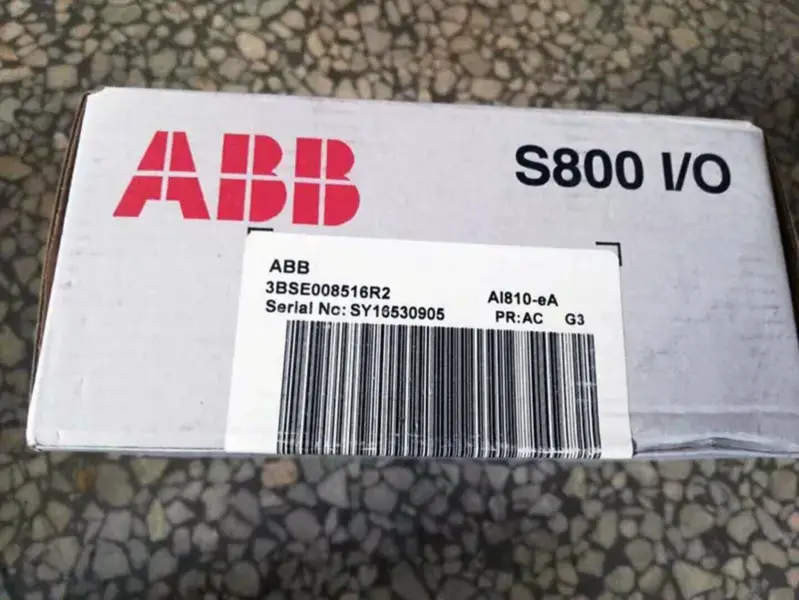 ABB
S800 I/O
ABB
3BSE008516R2
AI810-eA
Serial No: SY16530905
PR:AC G3